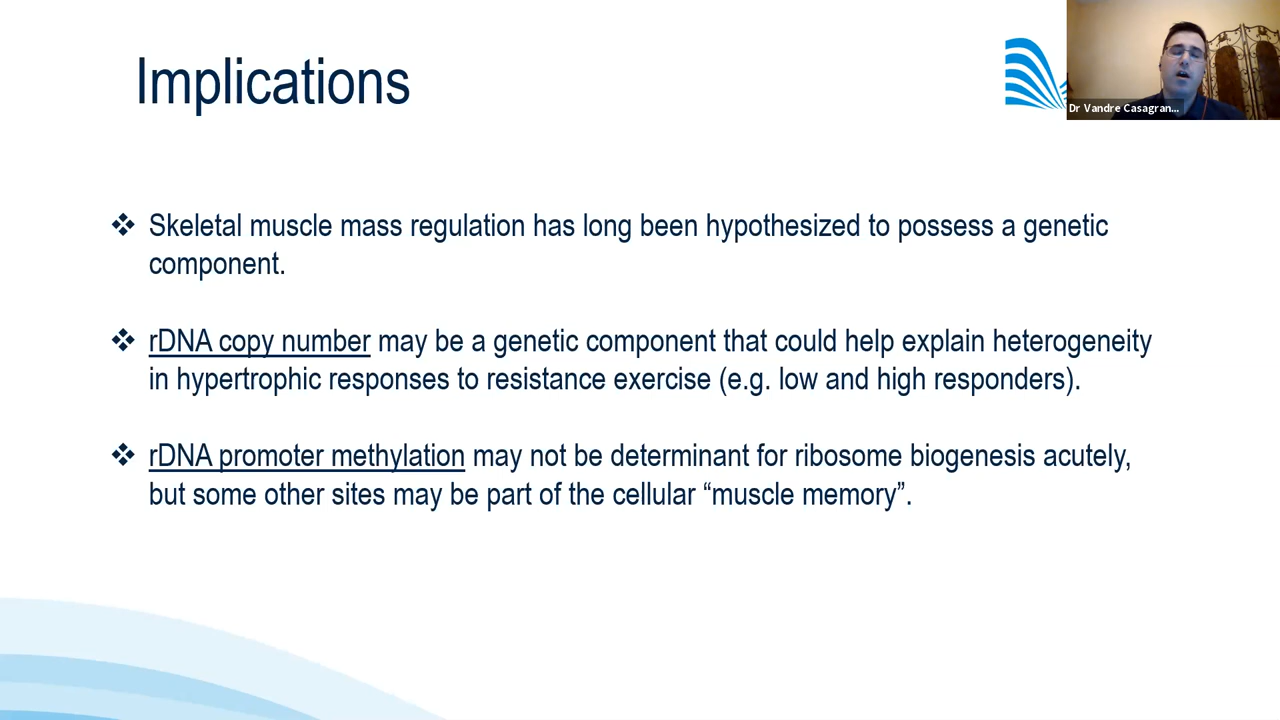 Implications
Dr Vandre Casagran...
❖ Skeletal muscle mass regulation has long been hypothesized to possess a genetic
component.
❖ rDNA copy number may be a genetic component that could help explain heterogeneity
in hypertrophic responses to resistance exercise (e.g. low and high responders).
❖ rDNA promoter methylation may not be determinant for ribosome biogenesis acutely,
but some other sites may be part of the cellular “muscle memory”.